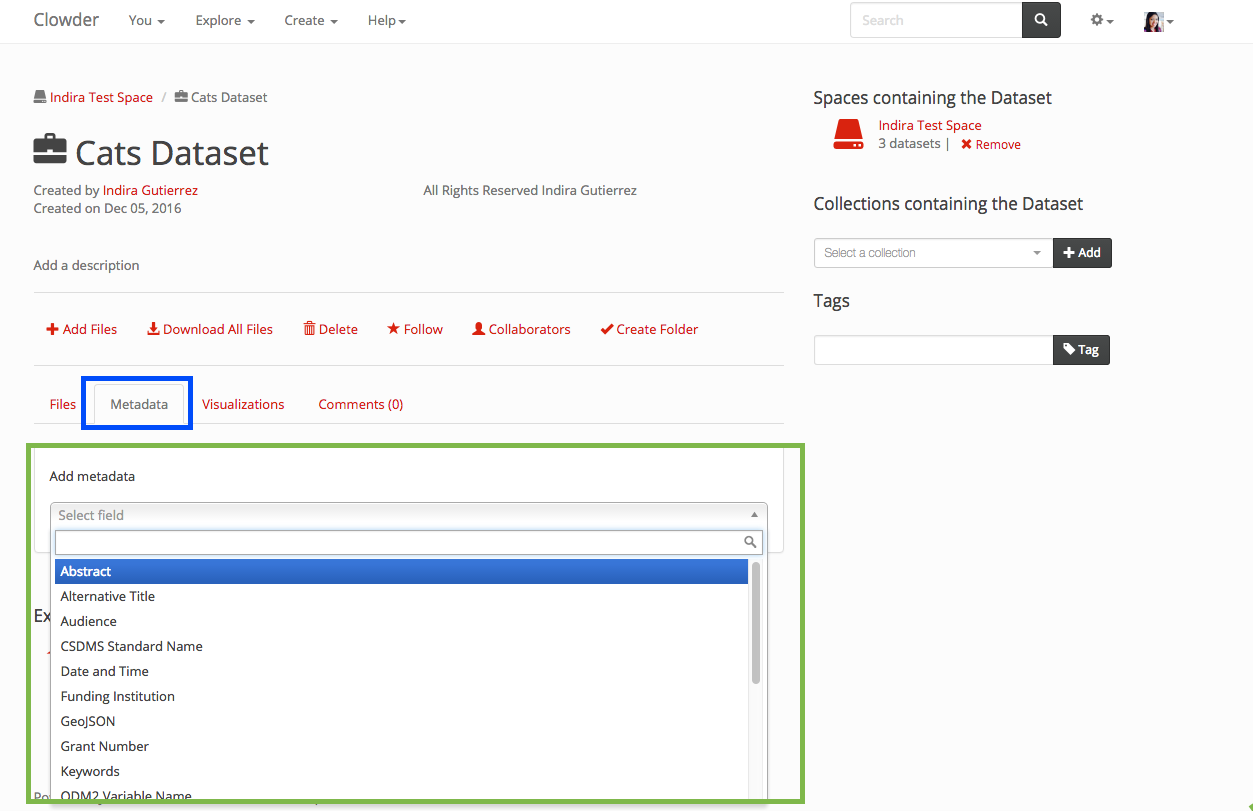 Clowder You Explore Create Help Search
Indira Test Space / Cats Dataset
Cats Dataset
Created by Indira Gutierrez
Created on Dec 05, 2016
All Rights Reserved Indira Gutierrez
Add a description
Add Files Download All Files Delete Follow Collaborators Create Folder
Files Metadata Visualizations Comments (0)
Add metadata
Select field
Abstract
Alternative Title
Audience
CSDMS Standard Name
Date and Time
Funding Institution
GeoJSON
Grant Number
Keywords
ODM2 Variable Name
Ex
Spaces containing the Dataset
Indira Test Space
3 datasets | Remove
Collections containing the Dataset
Select a collection Add
Tags
Tag